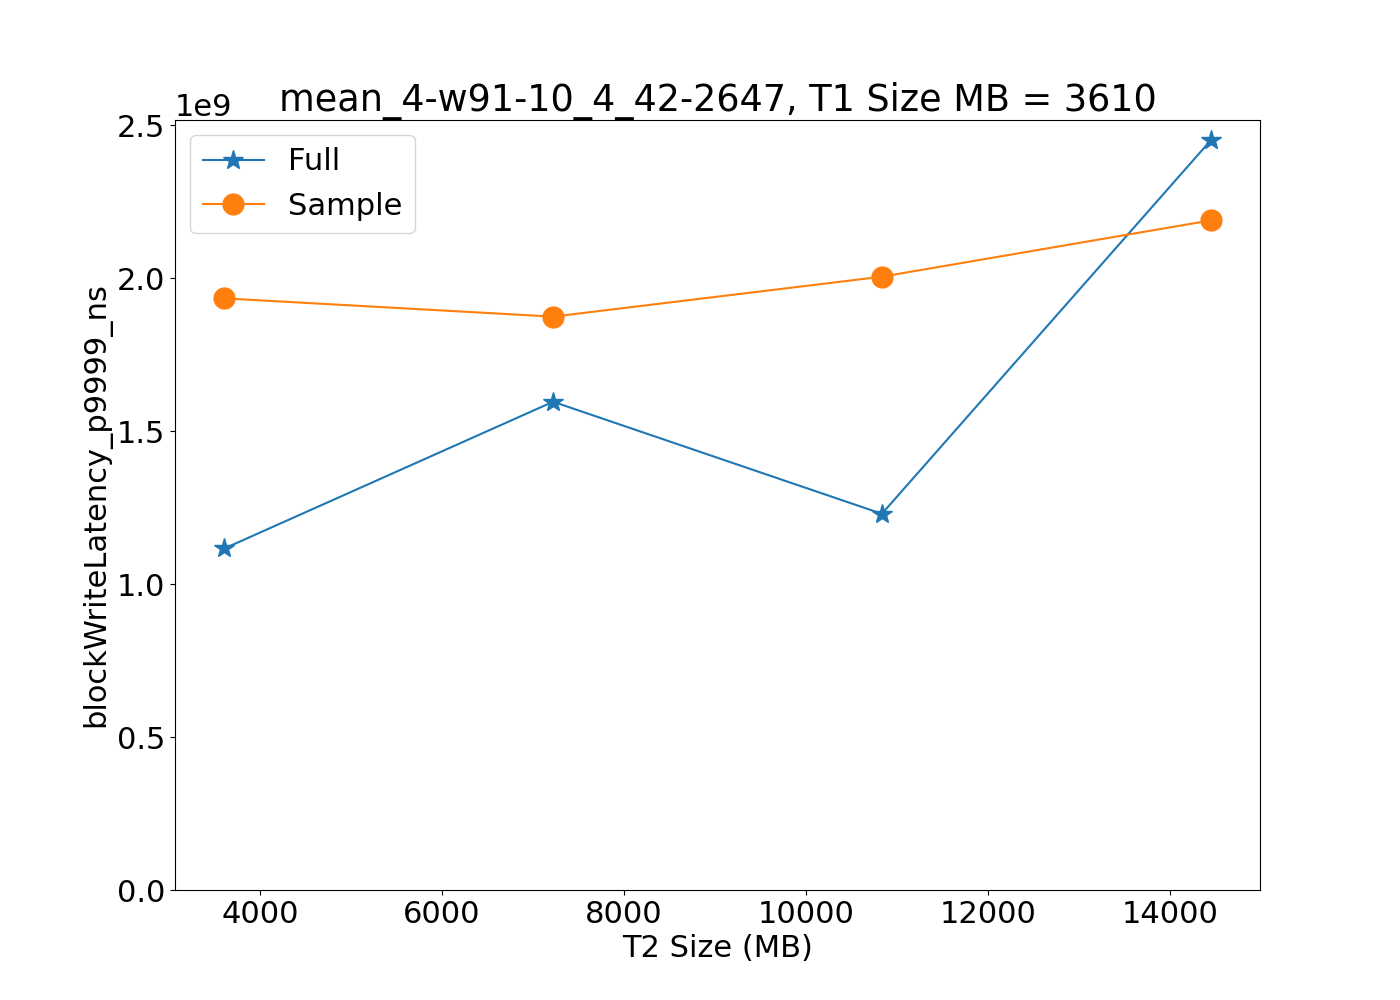 mean_4-w91-10_4_42-2647, T1 Size MB = 3610
1e9
Full
Sample
2.5
2.0
1.5
1.0
0.5
0.0
blockWriteLatency_p9999_ns
4000 6000 8000 10000 12000 14000
T2 Size (MB)